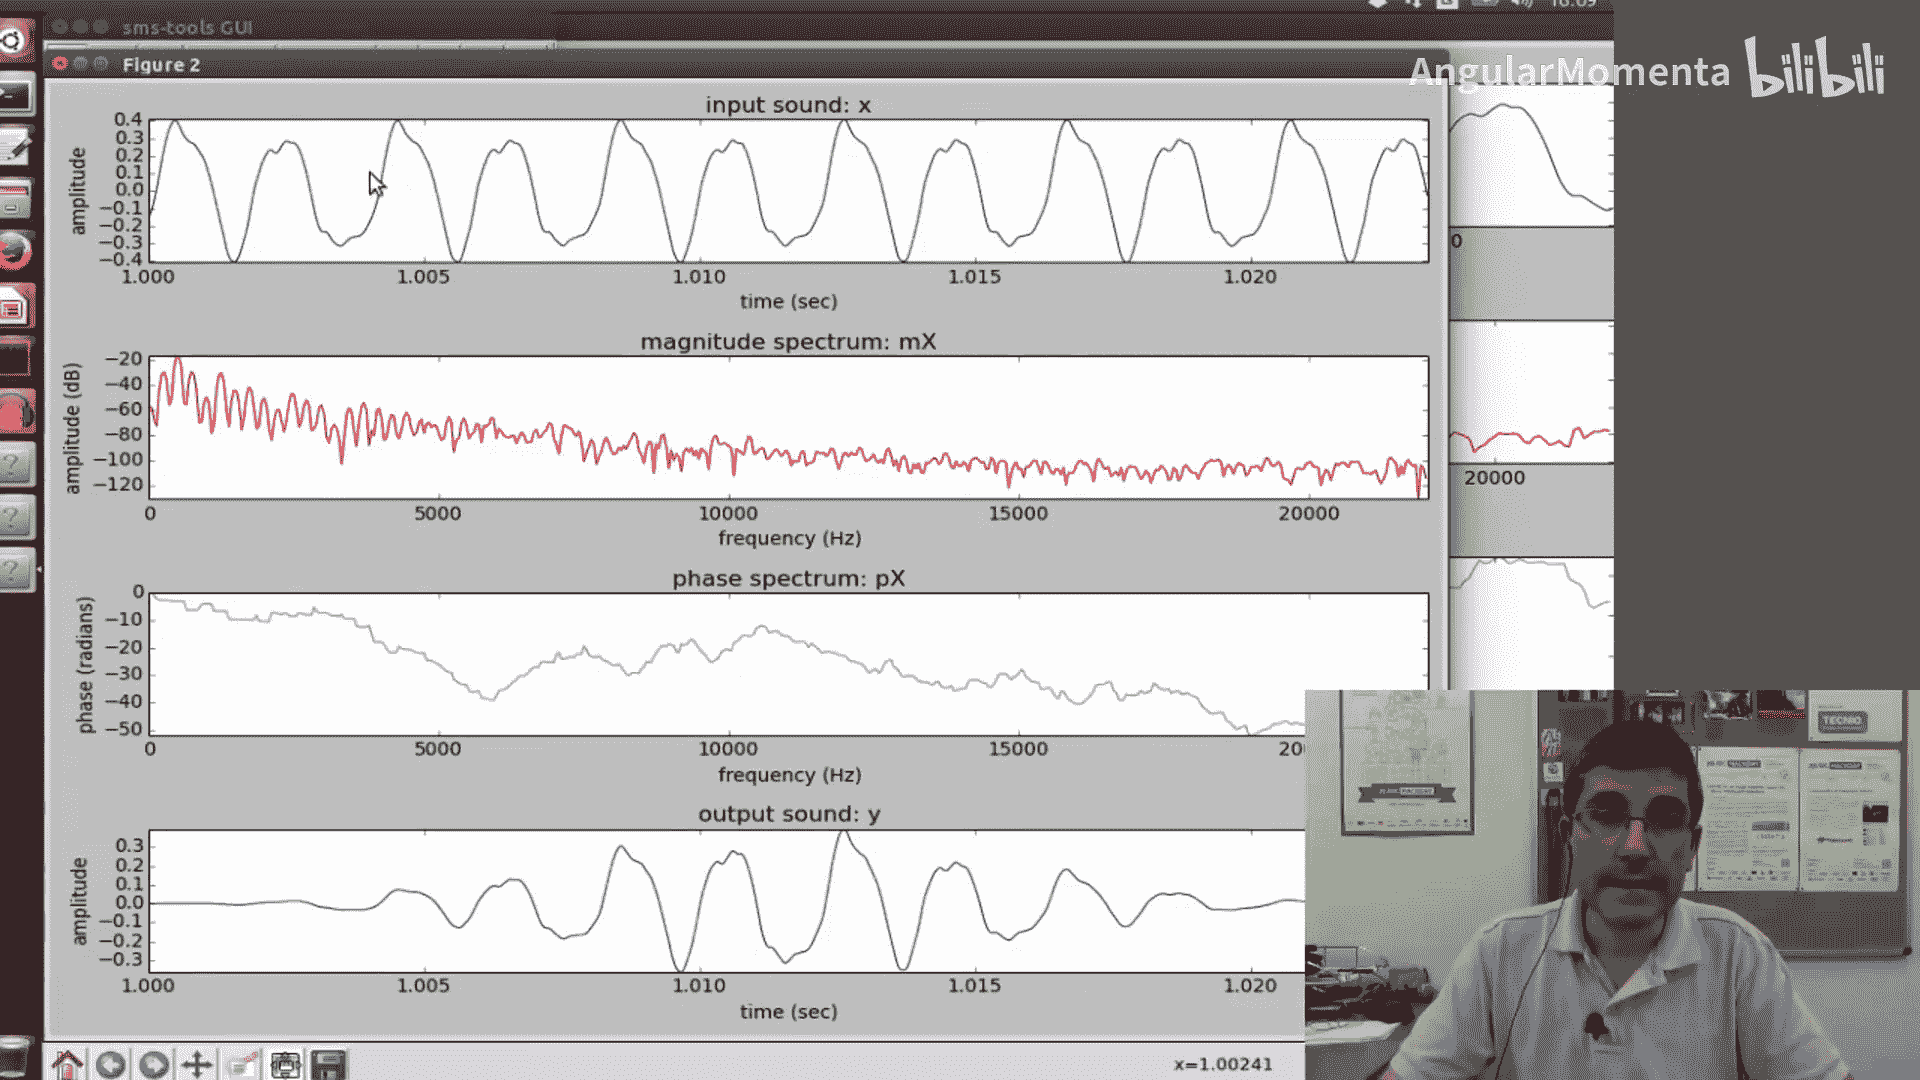 16:09
sms-tools GUI
Figure 2
AngularMomenta bilibili
input sound: x
amplitude
0.4
0.3
0.2
0.1
0.0
−0.1
−0.2
−0.3
−0.4
1.000 1.005 1.010 1.015 1.020
time (sec)
0
magnitude spectrum: mX
amplitude (dB)
−20
−40
−60
−80
−100
−120
0 5000 10000 15000 20000
frequency (Hz)
20000
phase spectrum: pX
phase (radians)
0
−10
−20
−30
−40
−50
0 5000 10000 15000 20
frequency (Hz)
output sound: y
amplitude
0.3
0.2
0.1
0.0
−0.1
−0.2
−0.3
1.000 1.005 1.010 1.015 1.020
time (sec)
x=1.00241
TECNIO